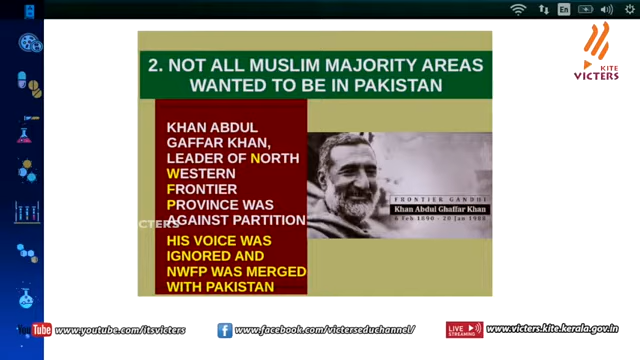 En
KITE
VICTERS
2. NOT ALL MUSLIM MAJORITY AREAS
WANTED TO BE IN PAKISTAN
KHAN ABDUL
GAFFAR KHAN,
LEADER OF NORTH
WESTERN
FRONTIER
PROVINCE WAS
AGAINST PARTITION
HIS VOICE WAS
IGNORED AND
NWFP WAS MERGED
WITH PAKISTAN
FRONTIER GANDHI
Khan Abdul Ghaffar Khan
6 Feb 1890 - 20 Jan 1988
CTERS
YouTube www.youtube.com/itsvicters
www.facebook.com/victerseduchannel/
LIVE STREAM www.victers.kite.kerala.gov.in